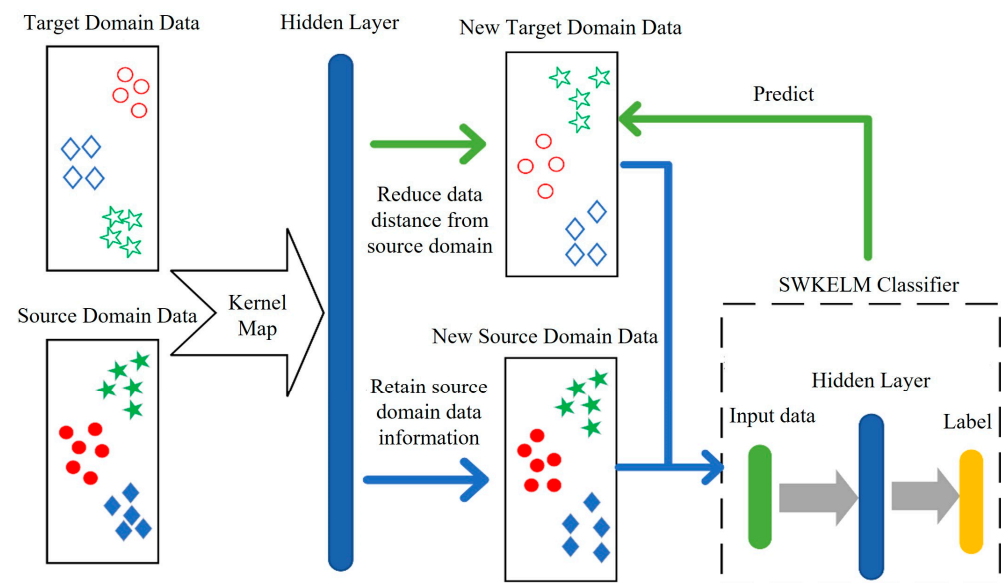 Target Domain Data
Hidden Layer
New Target Domain Data
Predict
Reduce data
distance from
source domain
SWKELM Classifier
Kernel
Map
Source Domain Data
New Source Domain Data
Retain source
domain data
information
Hidden Layer
Input data
Label